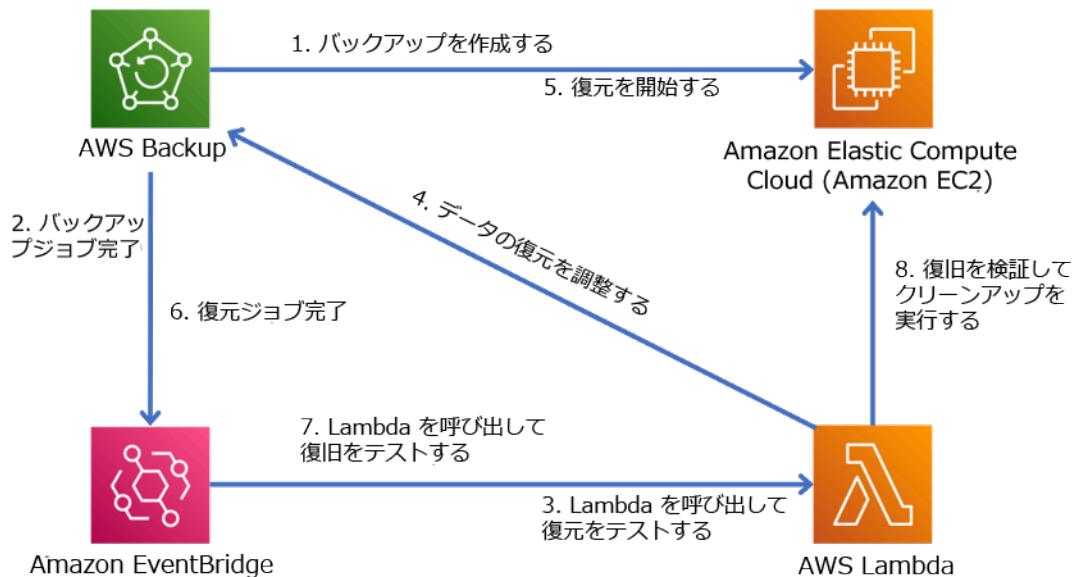 1. バックアップを作成する
5. 復元を開始する
AWS Backup
Amazon Elastic Compute
Cloud (Amazon EC2)
2. バックアッ
プジョブ完了
4. データの復元を調整する
8. 復旧を検証して
クリーンアップを
実行する
6. 復元ジョブ完了
7. Lambda を呼び出して
復旧をテストする
3. Lambda を呼び出して
復元をテストする
Amazon EventBridge
AWS Lambda